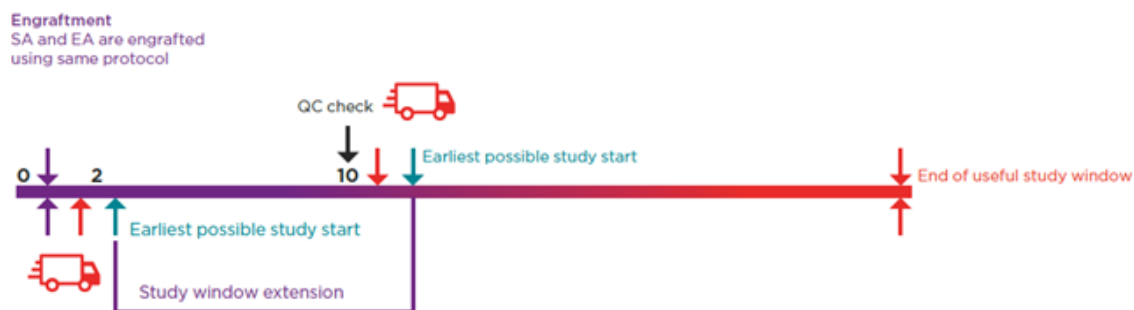 Engraftment
SA and EA are engrafted
using same protocol
QC check
Earliest possible study start
0
2
10
End of useful study window
Earliest possible study start
Study window extension